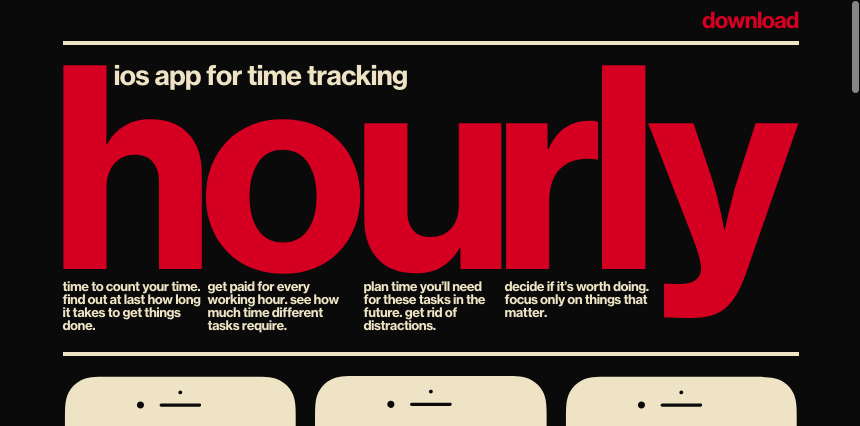 download
ios app for time tracking
hourly
time to count your time.
find out at last how long
it takes to get things
done.
get paid for every
working hour. see how
much time different
tasks require.
plan time you’ll need
for these tasks in the
future. get rid of
distractions.
decide if it’s worth doing.
focus only on things that
matter.